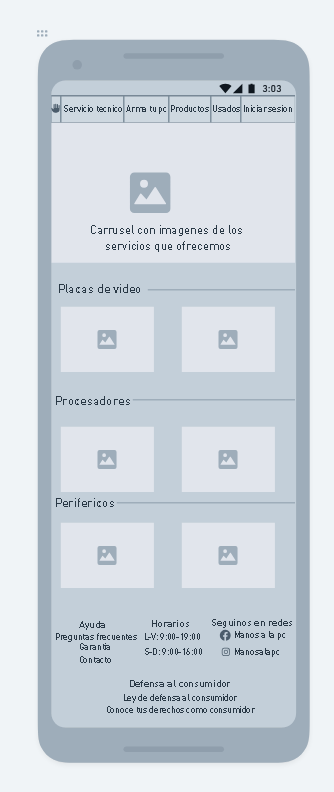 3:03
Servicio tecnico Arma tu pc Productos Usados Iniciar sesion
Carrusel con imagenes de los
servicios que ofrecemos
Placas de video
Procesadores
Perifericos
Ayuda
Preguntas frecuentes
Garantia
Contacto
Horarios
L-V: 9:00-19:00
S-D: 9:00-16:00
Seguinos en redes
Manos a la pc
Manosalapc
Defensa al consumidor
Ley de defensa al consumidor
Conoce tus derechos como consumidor